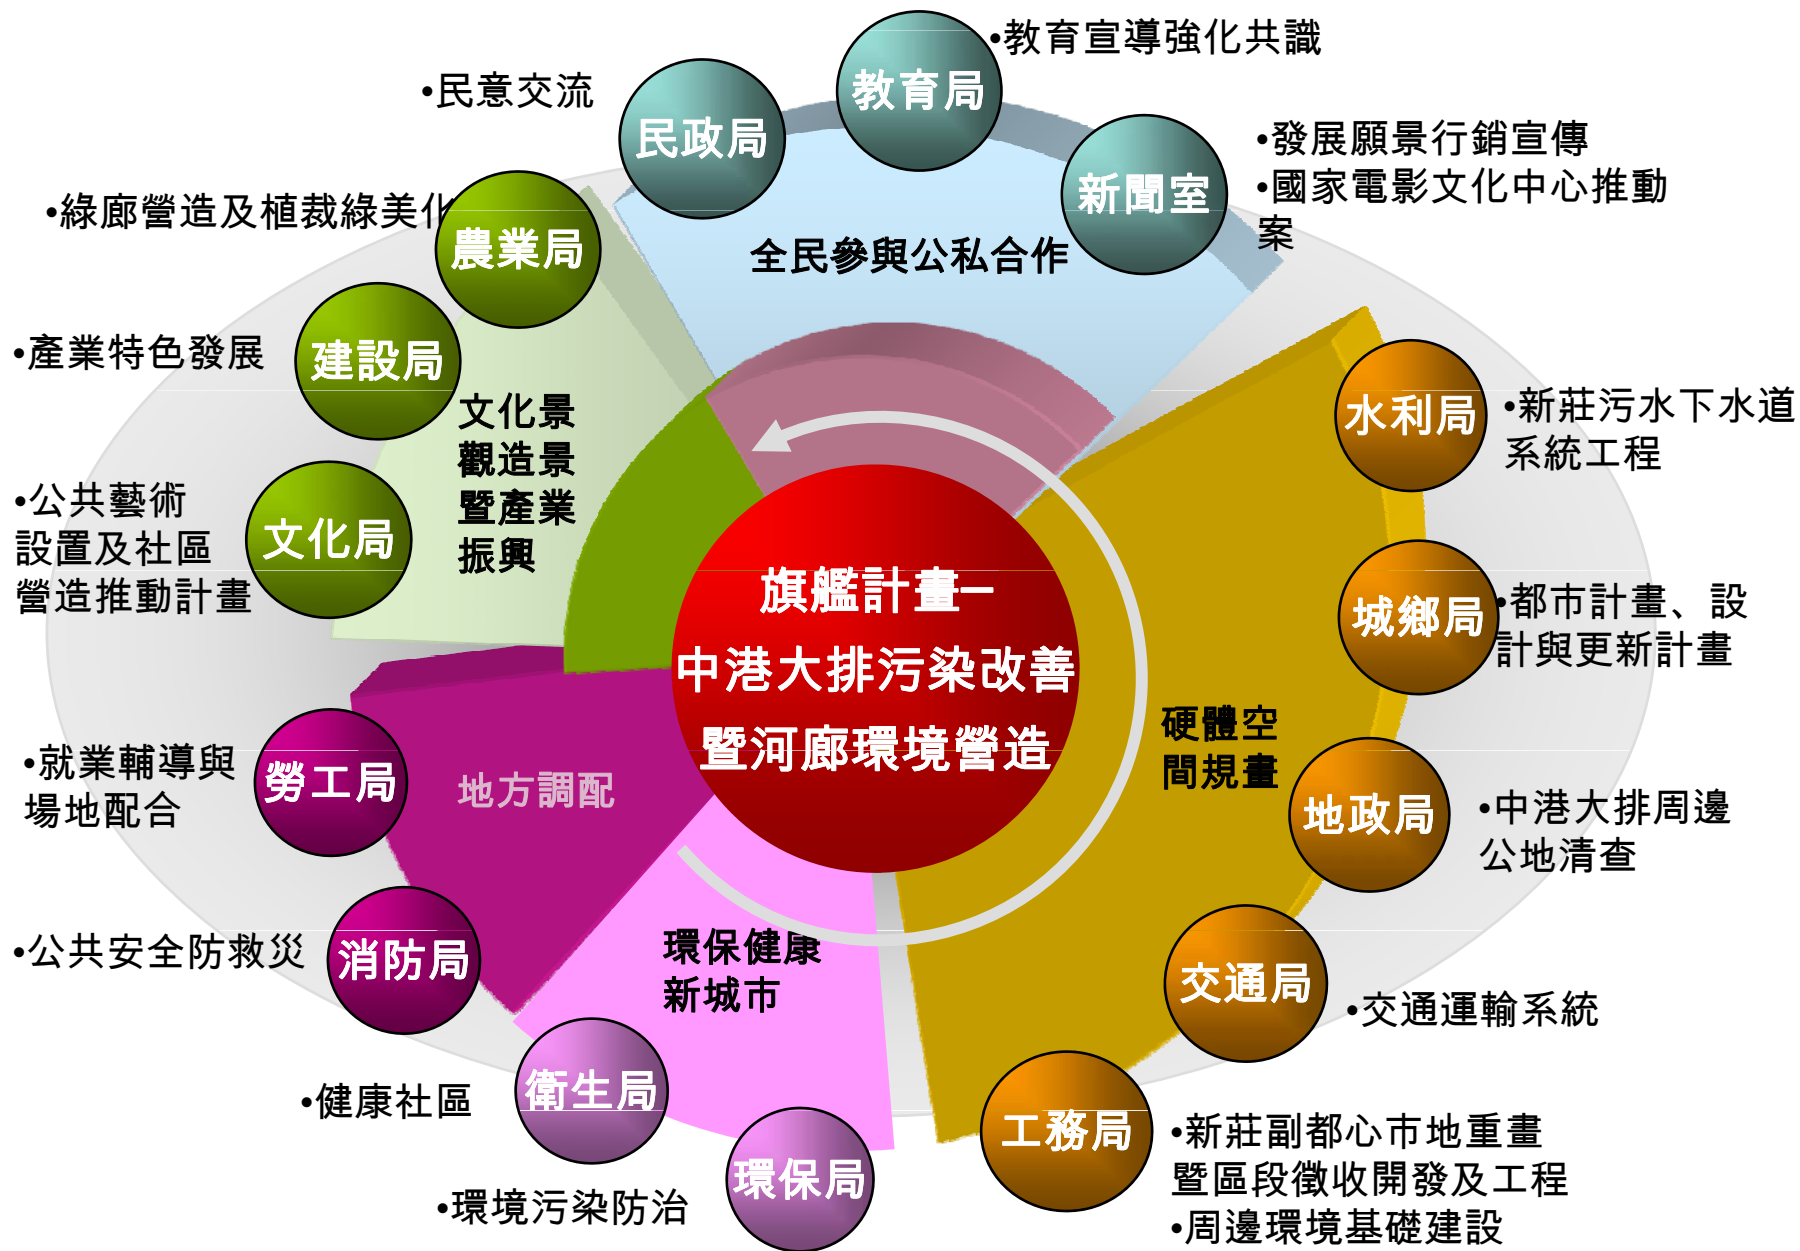 •教育宣導強化共識
教育局
•民意交流
民政局
•發展願景行銷宣傳
•國家電影文化中心推動
案
新聞室
全民參與公私合作
•綠廊營造及植栽綠美化
農業局
•產業特色發展
建設局
文化景
觀造景
暨產業
振興
•公共藝術
設置及社區
營造推動計畫
文化局
水利局
•新莊污水下水道
系統工程
城鄉局
•都市計畫、設
計與更新計畫
旗艦計畫–
中港大排污染改善
暨河廊環境營造
硬體空
間規畫
地政局
•中港大排周邊
公地清查
•就業輔導與
場地配合
勞工局
地方調配
•公共安全防救災
消防局
環保健康
新城市
交通局
•交通運輸系統
•健康社區
衛生局
•環境污染防治
環保局
工務局
•新莊副都心市地重畫
暨區段徵收開發及工程
•周邊環境基礎建設